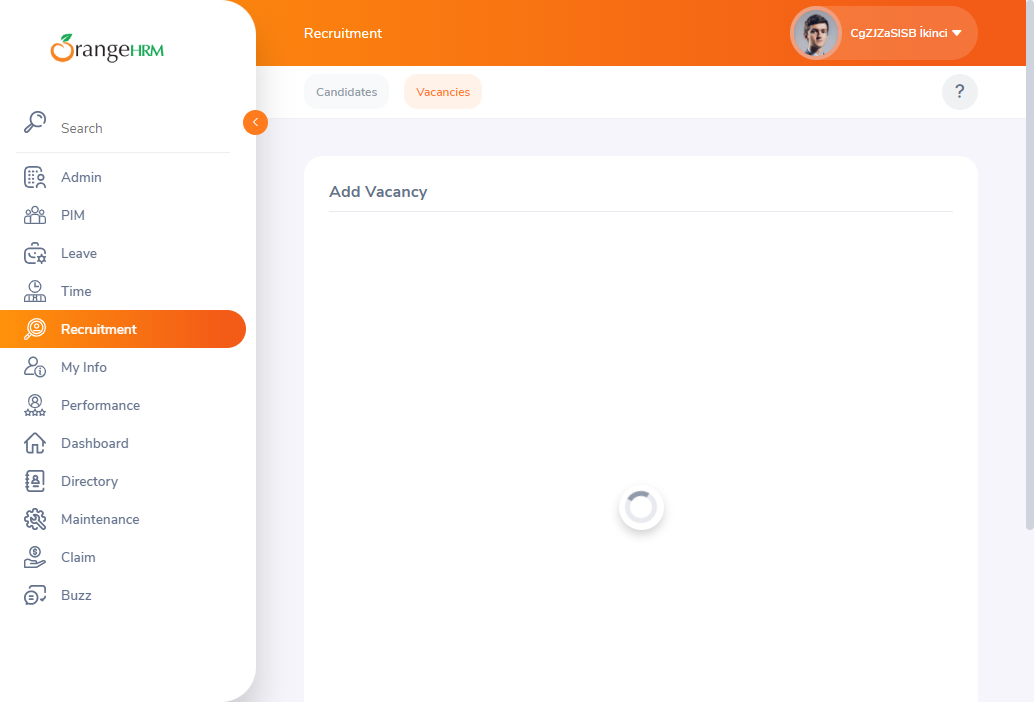 OrangeHRM
Recruitment
CgZJZaSISB İkinci
Candidates
Vacancies
?
Search
Admin
PIM
Leave
Time
Recruitment
My Info
Performance
Dashboard
Directory
Maintenance
Claim
Buzz
Add Vacancy